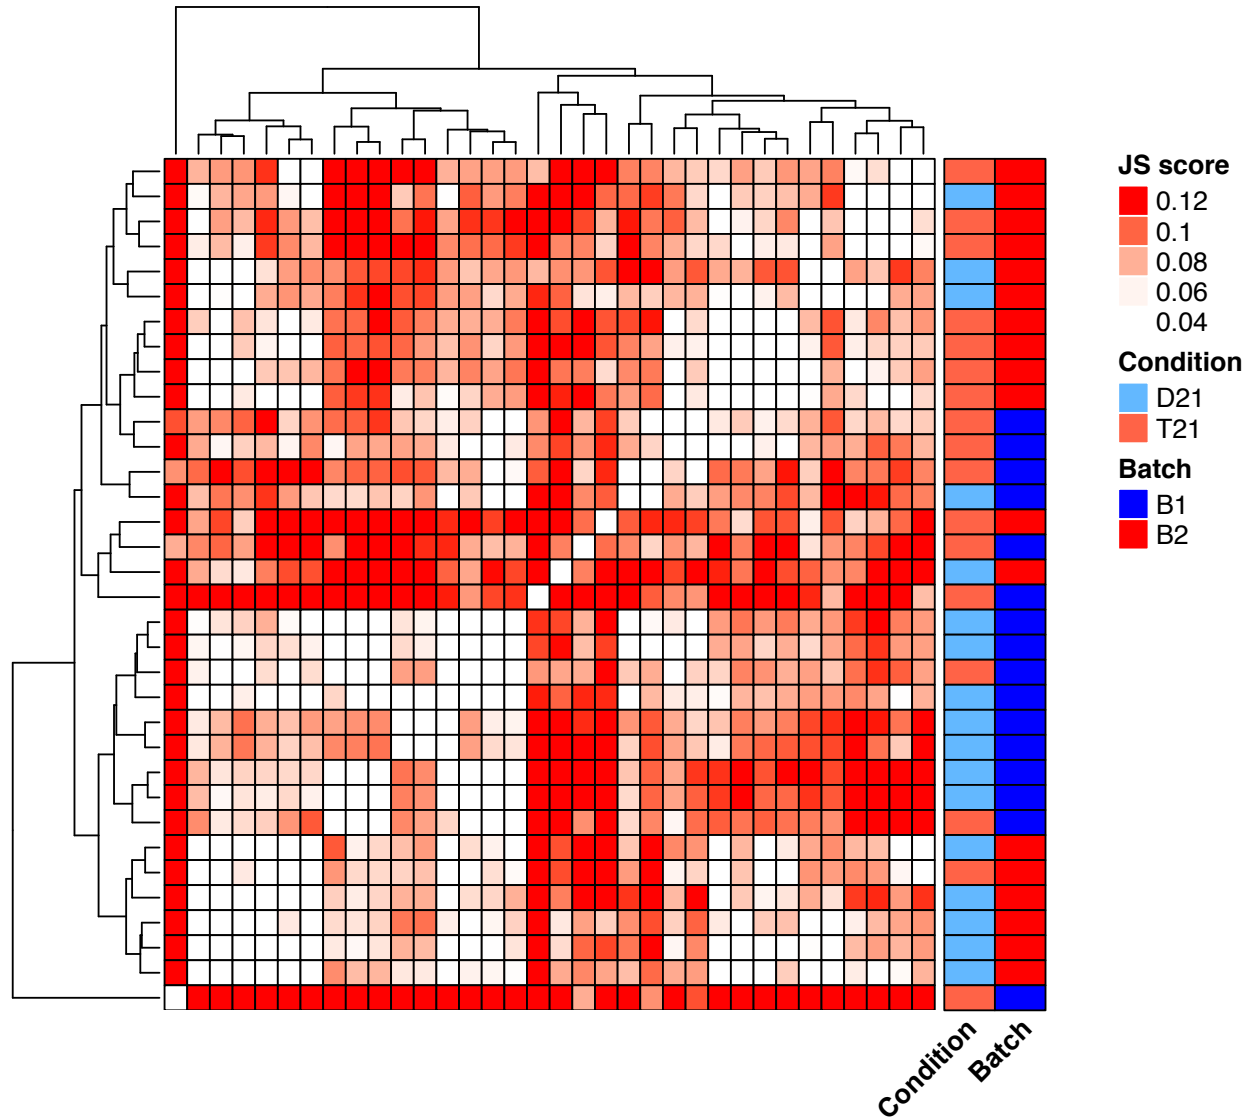 JS score
0.12
0.1
0.08
0.06
0.04
Condition
D21
T21
Batch
B1
B2
Condition
Batch